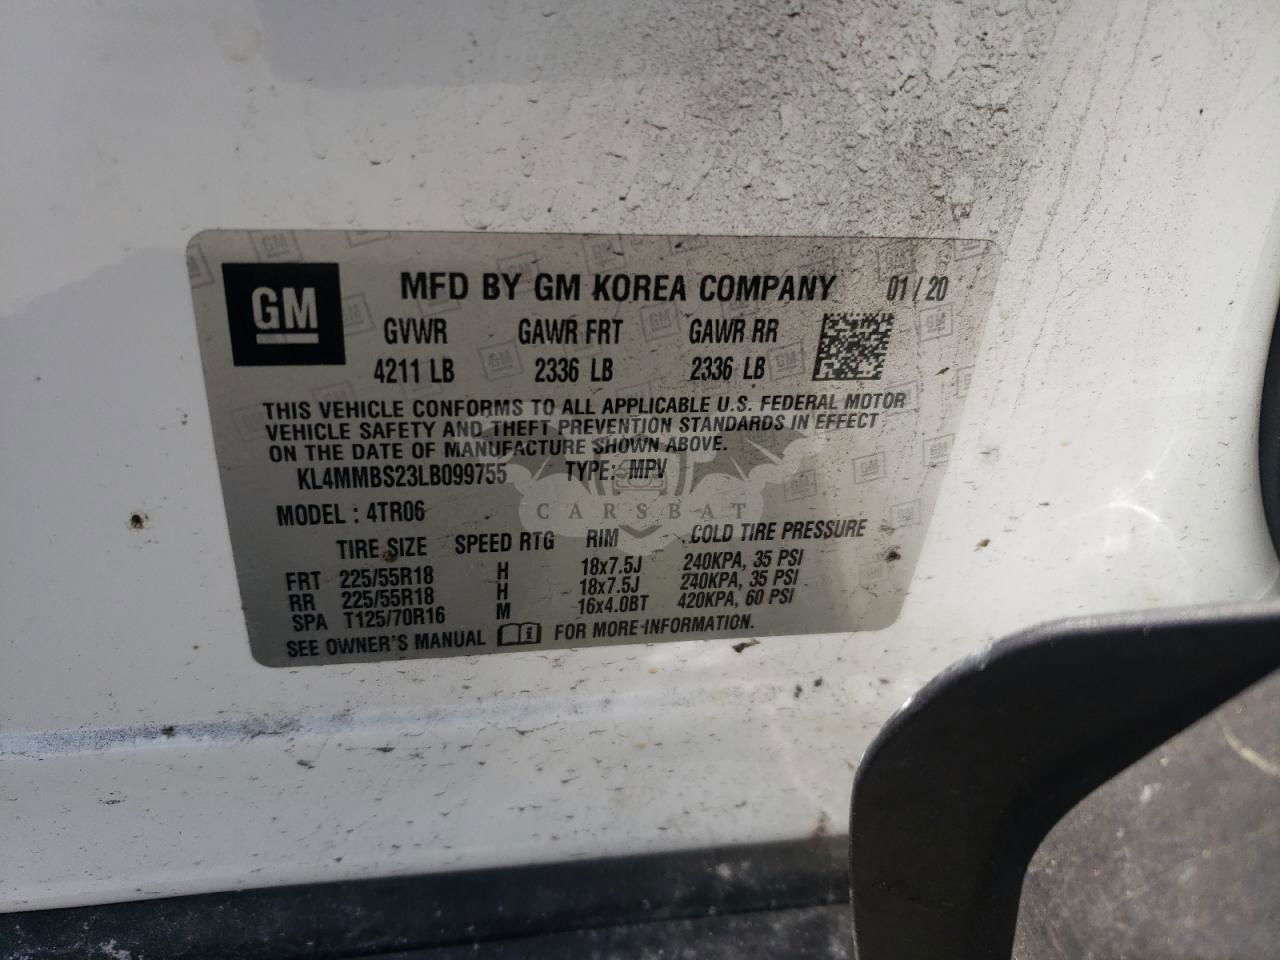 GM MFD BY GM KOREA COMPANY 01 / 20
GVWR GAWR FRT GAWR RR
4211 LB 2336 LB 2336 LB
THIS VEHICLE CONFORMS TO ALL APPLICABLE U.S. FEDERAL MOTOR
VEHICLE SAFETY AND THEFT PREVENTION STANDARDS IN EFFECT
ON THE DATE OF MANUFACTURE SHOWN ABOVE.
KL4MMBS23LB099755 TYPE: MPV
CARSBAT
MODEL : 4TR06
TIRE SIZE SPEED RTG RIM COLD TIRE PRESSURE
FRT 225/55R18 H 18x7.5J 240KPA, 35 PSI
RR 225/55R18 H 18x7.5J 240KPA, 35 PSI
SPA T125/70R16 M 16x4.0BT 420KPA, 60 PSI
SEE OWNER'S MANUAL FOR MORE INFORMATION.